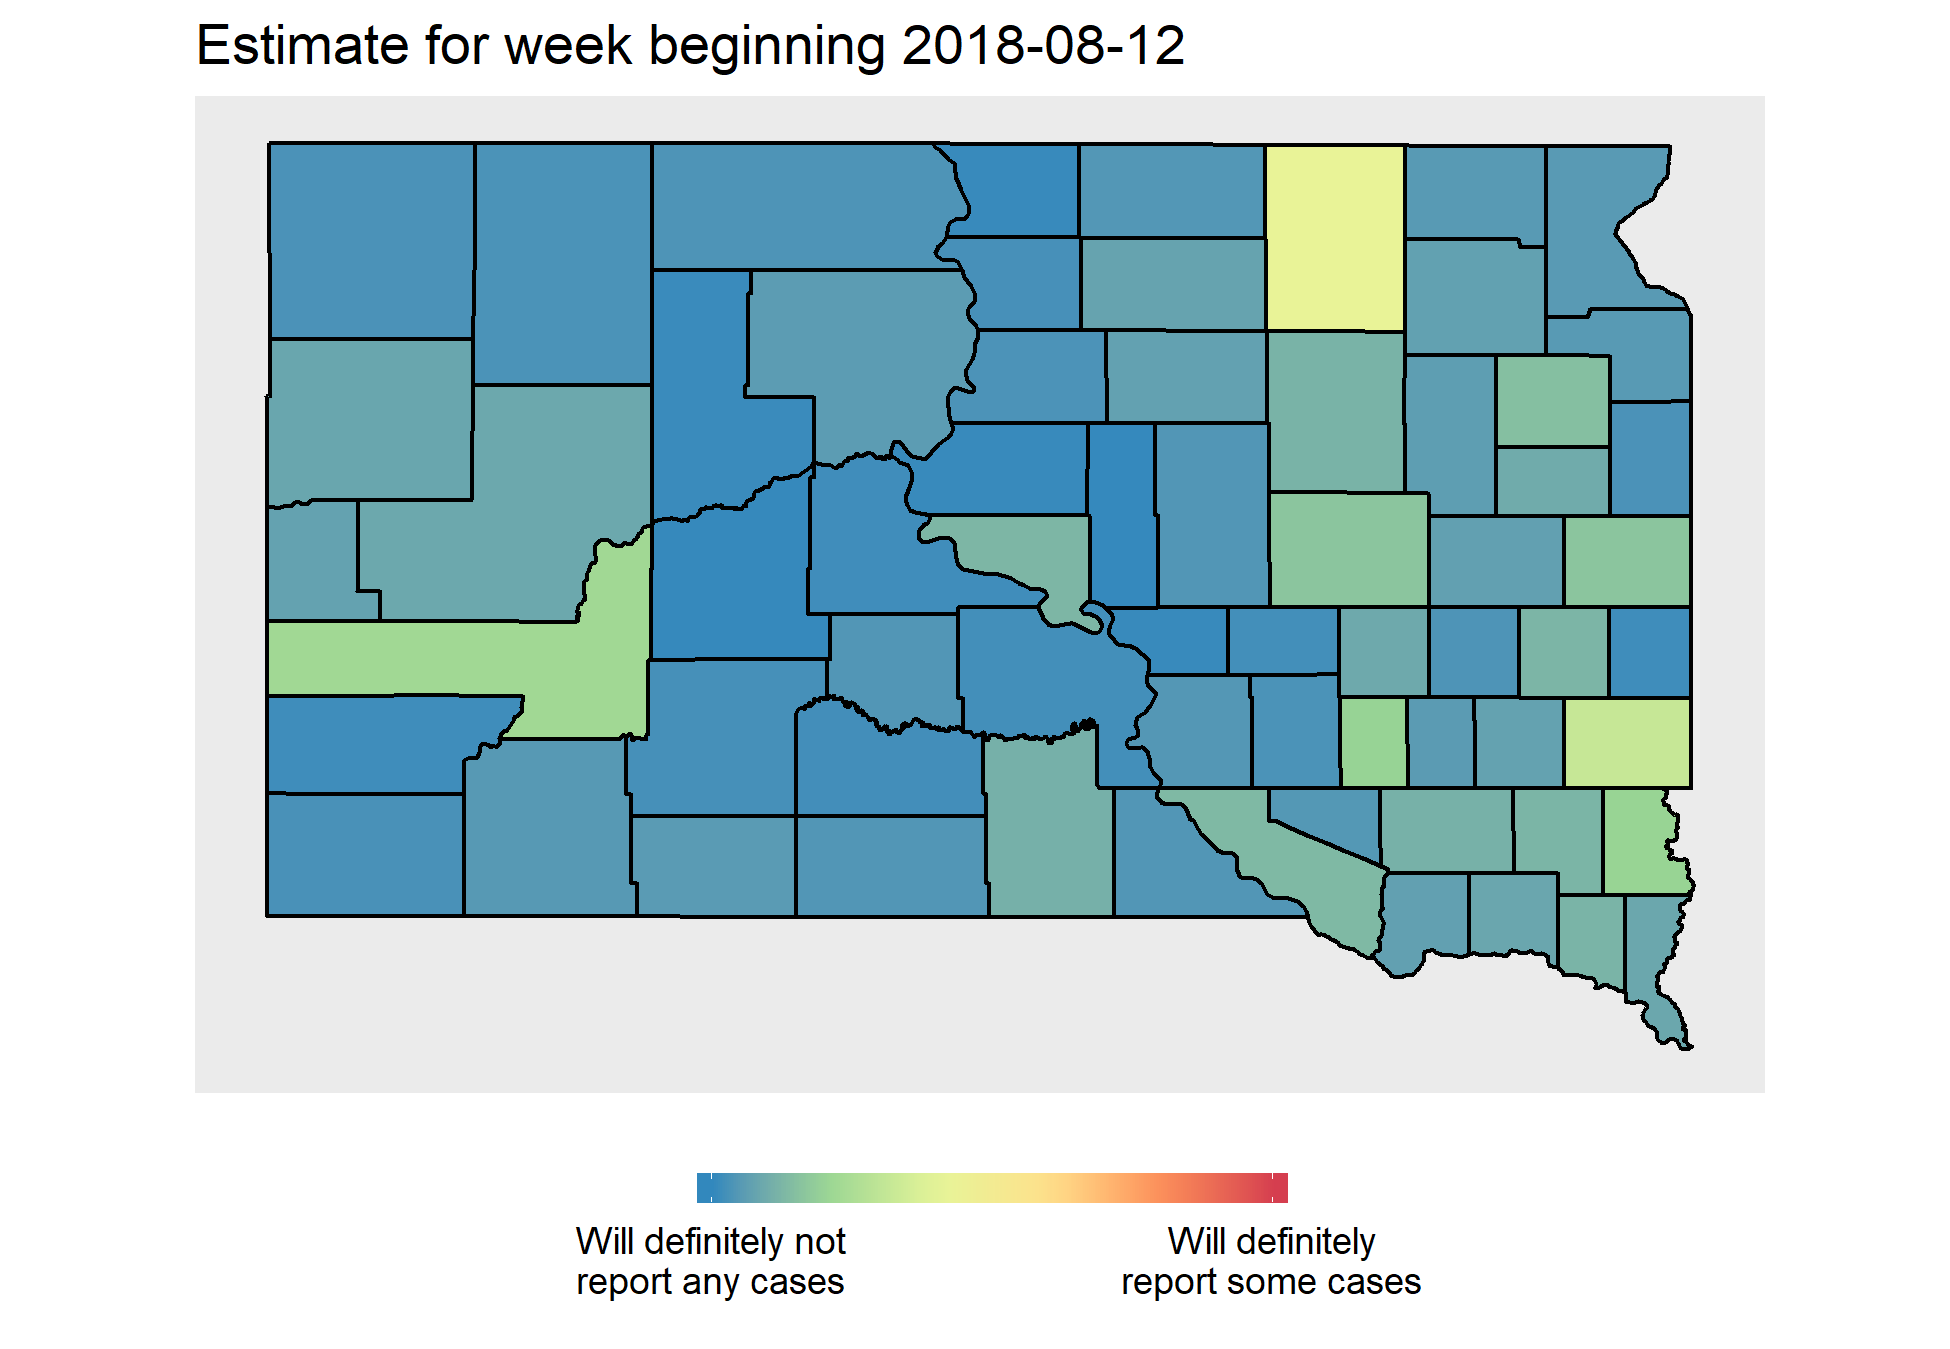 Estimate for week beginning 2018-08-12
Will definitely not
report any cases
Will definitely
report some cases